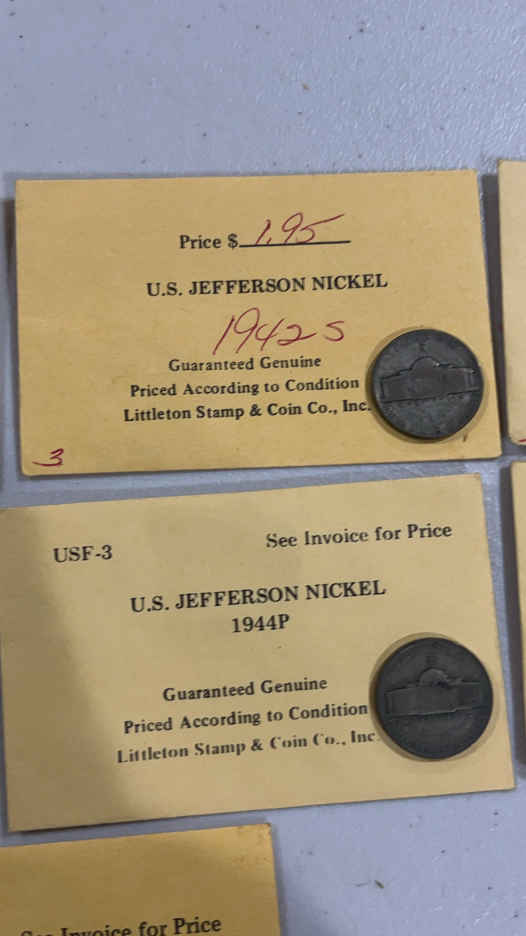 Price $ 1.95
U.S. JEFFERSON NICKEL
1942 S
Guaranteed Genuine
Priced According to Condition
Littleton Stamp & Coin Co., Inc.
3
USF-3 See Invoice for Price
U.S. JEFFERSON NICKEL
1944P
Guaranteed Genuine
Priced According to Condition
Littleton Stamp & Coin Co., Inc
See Invoice for Price